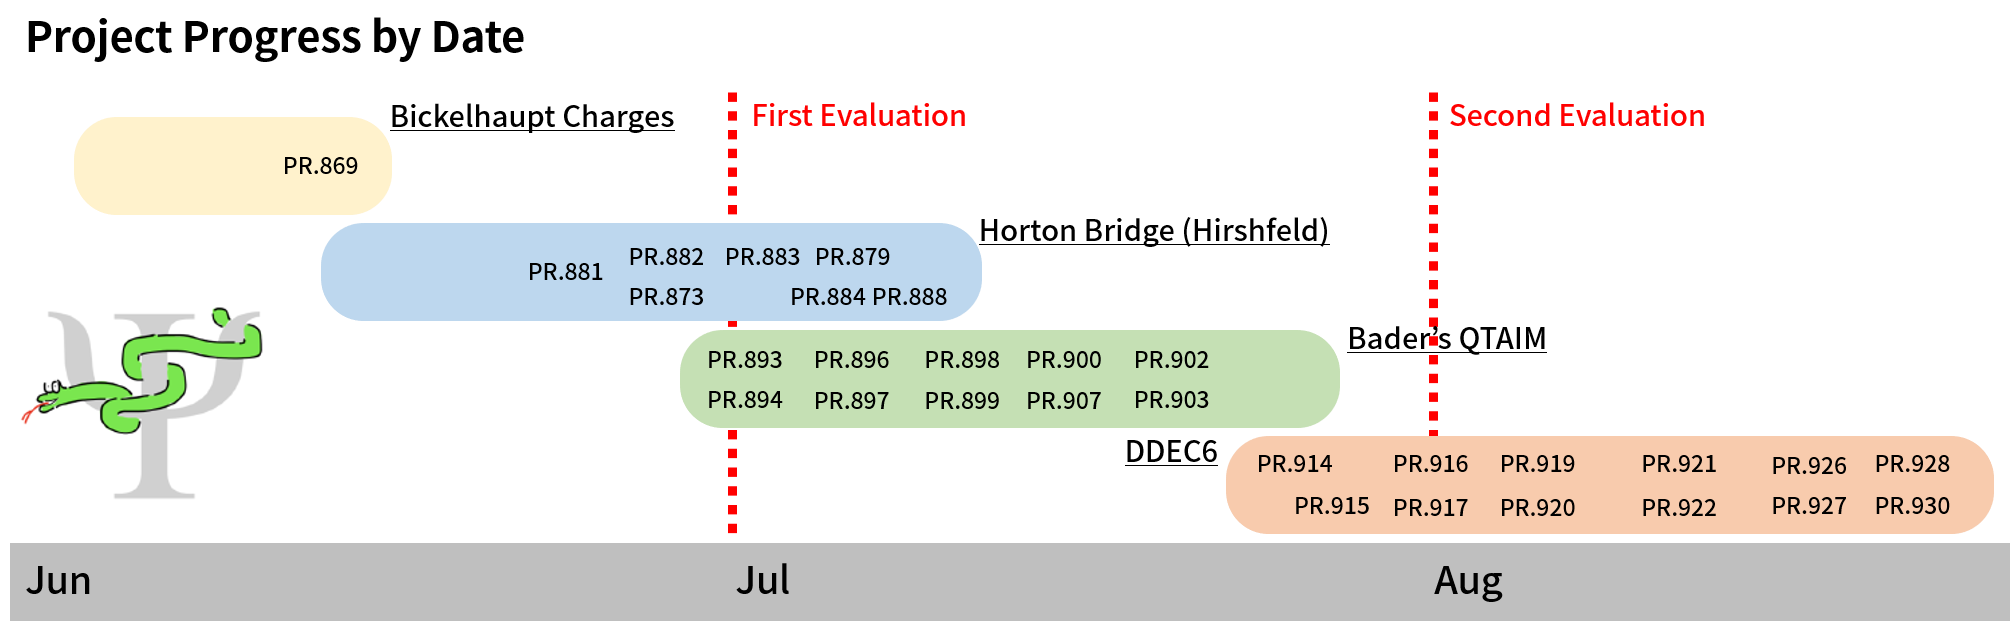 Project Progress by Date
Bickelhaupt Charges
First Evaluation
Second Evaluation
PR.869
Horton Bridge (Hirshfeld)
PR.881
PR.882 PR.883 PR.879
PR.873 PR.884 PR.888
Bader's QTAIM
PR.893 PR.896 PR.898 PR.900 PR.902
PR.894 PR.897 PR.899 PR.907 PR.903
DDEC6
PR.914 PR.916 PR.919 PR.921 PR.926 PR.928
PR.915 PR.917 PR.920 PR.922 PR.927 PR.930
Jun Jul Aug